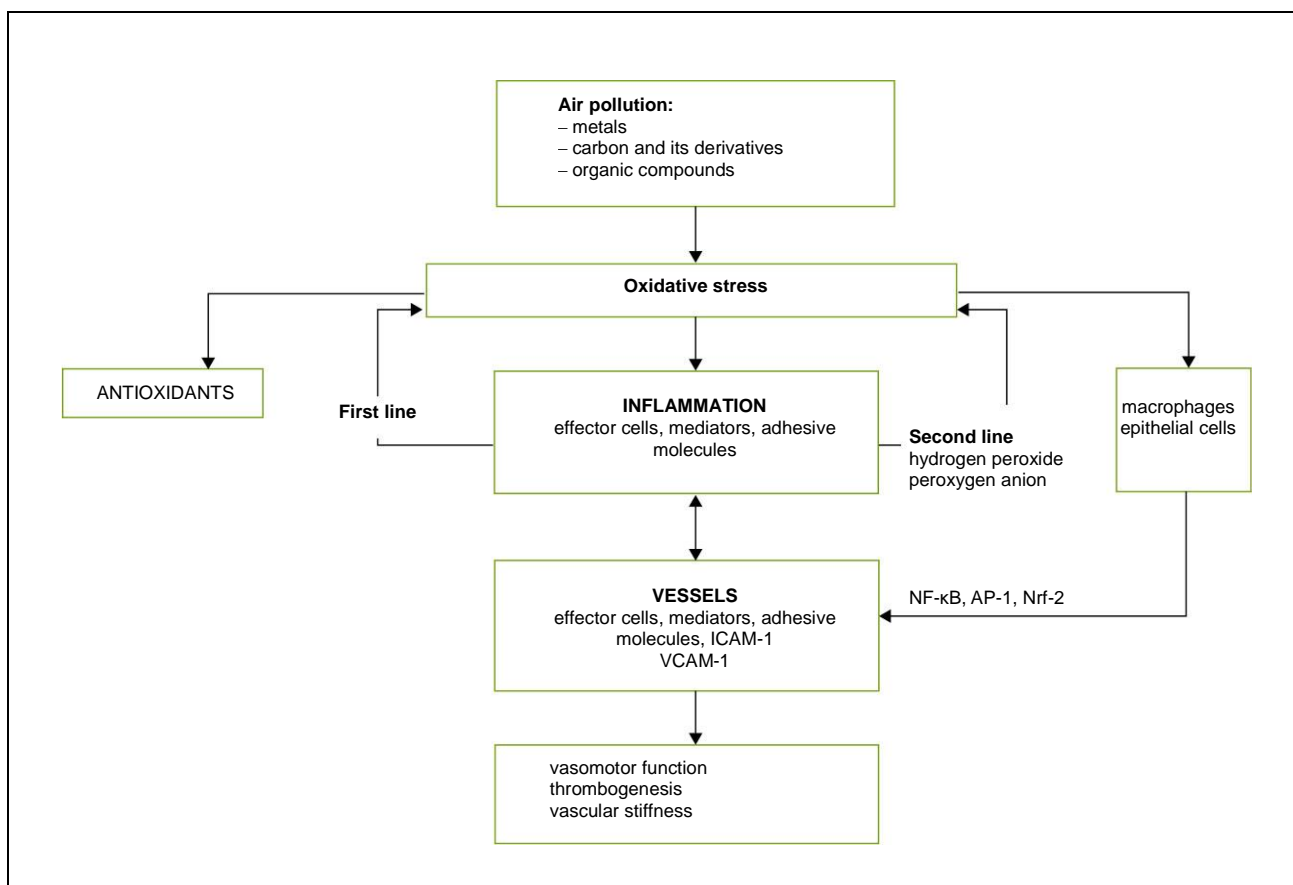 Air pollution:
– metals
– carbon and its derivatives
– organic compounds
Oxidative stress
ANTIOXIDANTS
First line
INFLAMMATION
effector cells, mediators, adhesive
molecules
Second line
hydrogen peroxide
peroxygen anion
macrophages
epithelial cells
VESSELS
effector cells, mediators, adhesive
molecules, ICAM-1
VCAM-1
NF-κB, AP-1, Nrf-2
vasomotor function
thrombogenesis
vascular stiffness